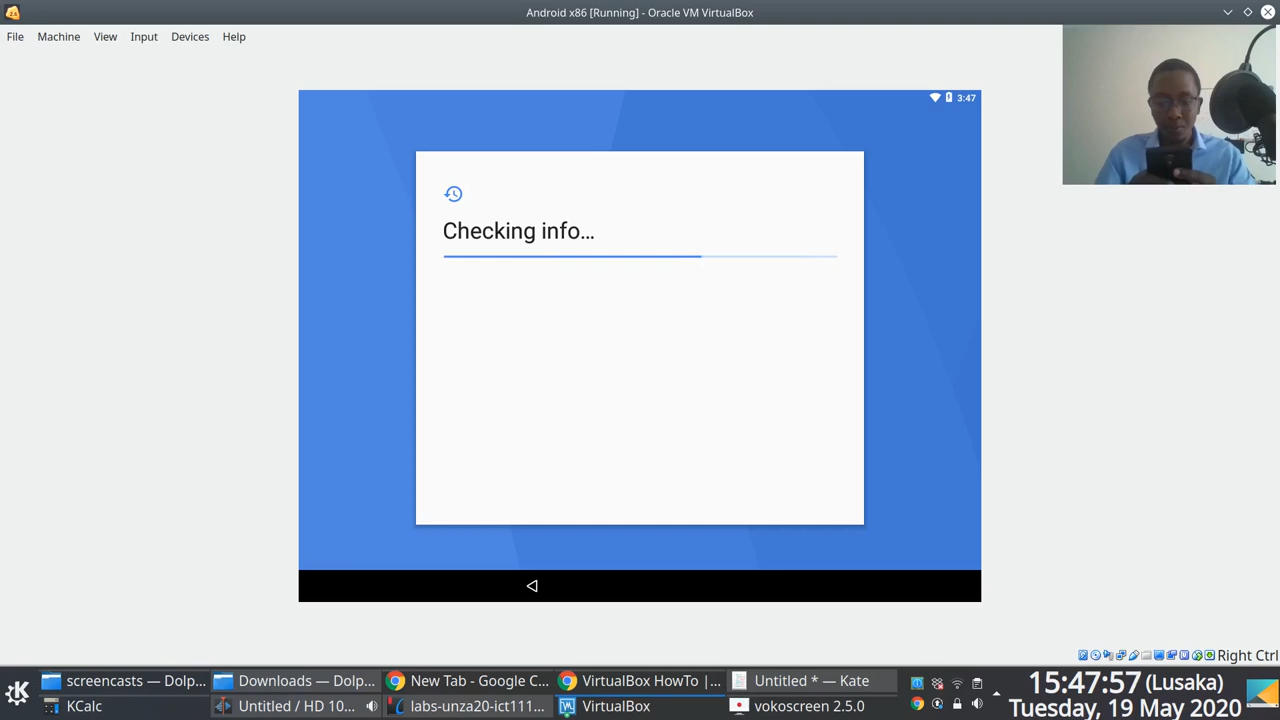 Android x86 [Running] - Oracle VM VirtualBox
File Machine View Input Devices Help
3:47
Checking info...
Right Ctrl
screencasts — Dolp...
Downloads — Dolp...
New Tab - Google C...
VirtualBox HowTo |...
Untitled * — Kate
KCalc
Untitled / HD 10...
labs-unza20-ict111...
VirtualBox
vokoscreen 2.5.0
15:47:57 (Lusaka)
Tuesday, 19 May 2020